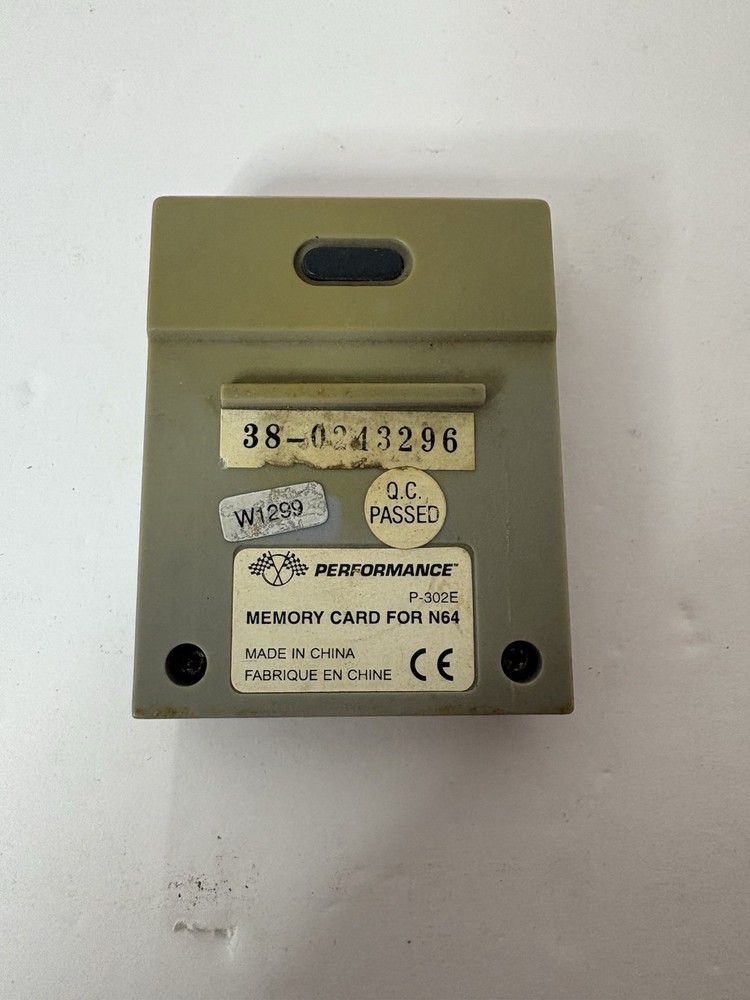 38-0243296
W1299
Q.C.
PASSED
PERFORMANCE™
P-302E
MEMORY CARD FOR N64
MADE IN CHINA
FABRIQUE EN CHINE
CE